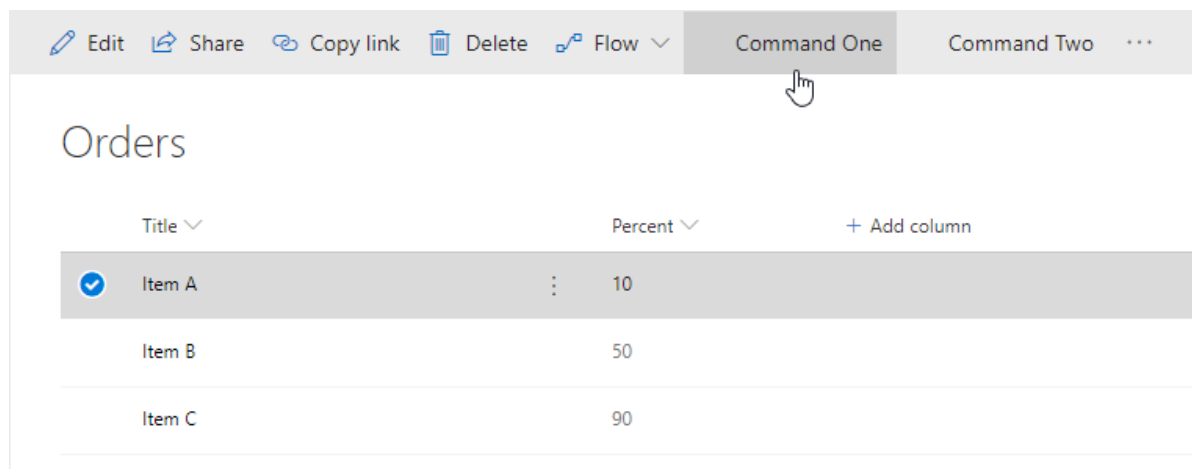 Edit Share Copy link Delete Flow Command One Command Two ...
Orders
Title Percent + Add column
Item A 10
Item B 50
Item C 90